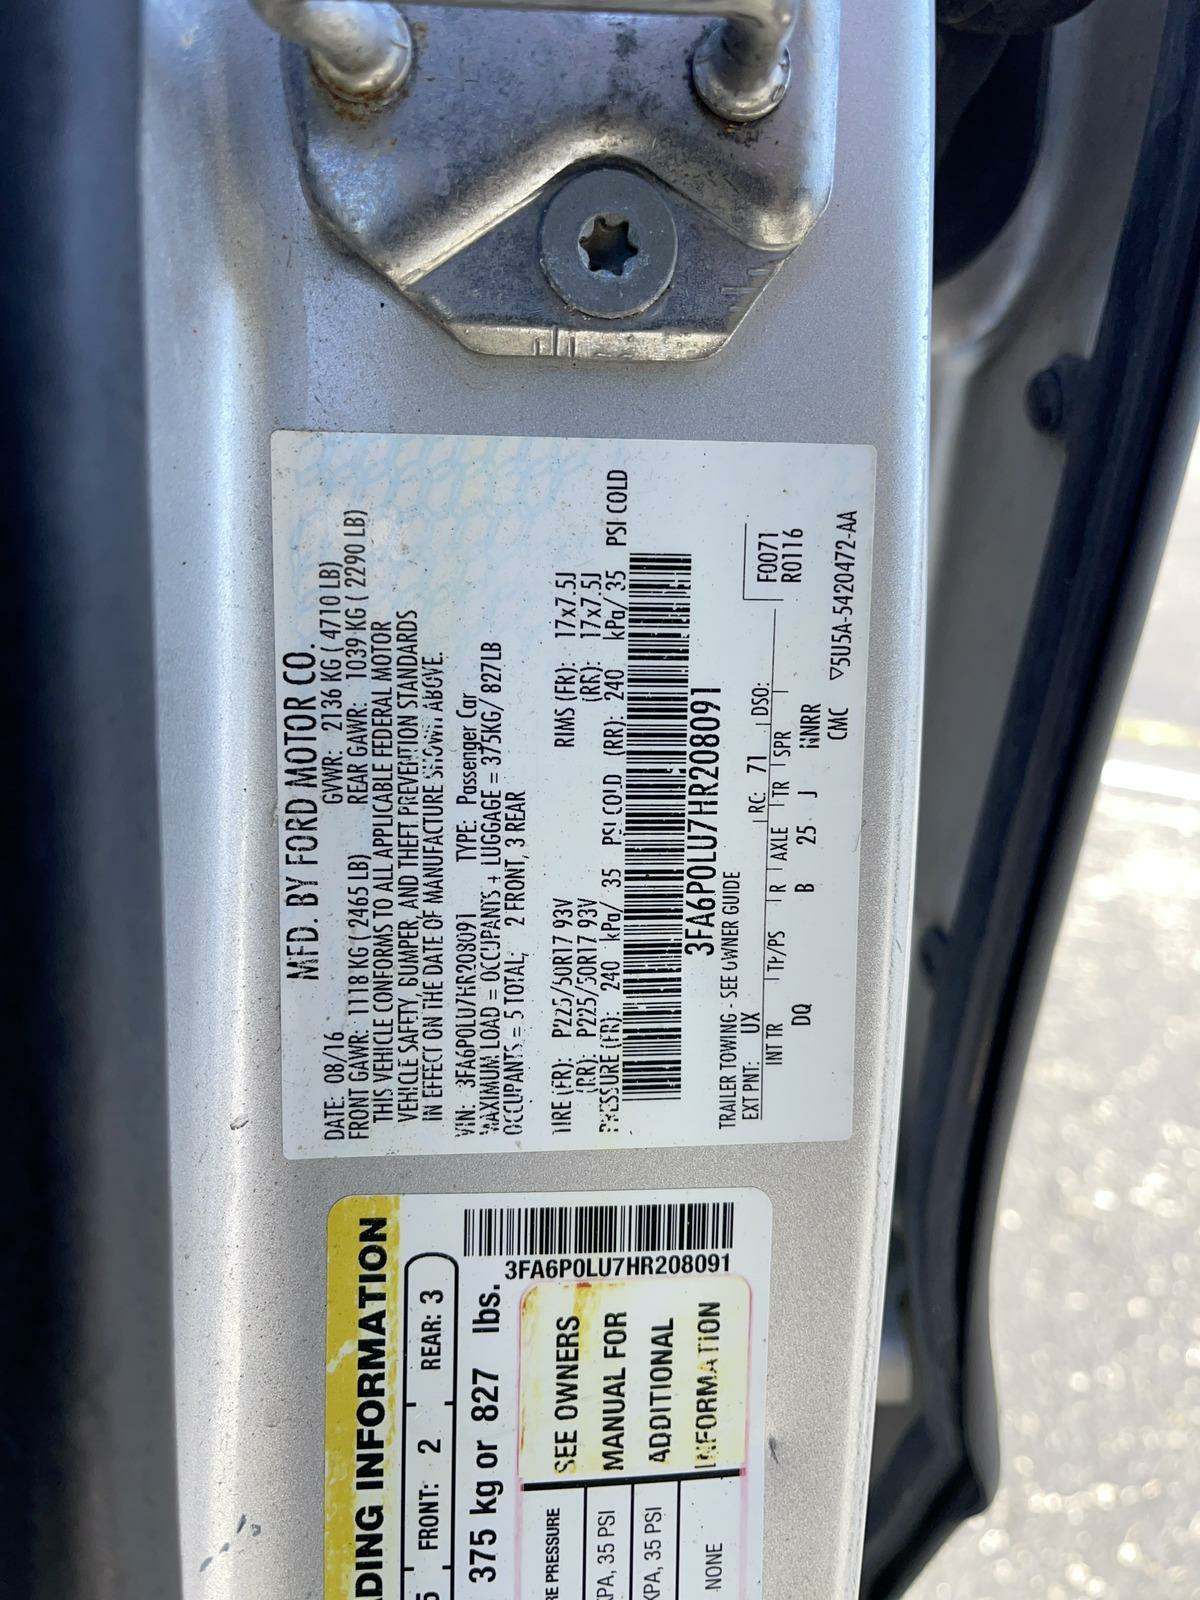 MFD. BY FORD MOTOR CO.
DATE: 08/16 GVWR: 2136 KG ( 4710 LB)
FRONT GAWR: 1118 KG ( 2465 LB) REAR GAWR: 1039 KG ( 2290 LB)
THIS VEHICLE CONFORMS TO ALL APPLICABLE FEDERAL MOTOR
VEHICLE SAFETY, BUMPER, AND THEFT PREVENTION STANDARDS
IN EFFECT ON THE DATE OF MANUFACTURE SHOWN ABOVE.
VIN: 3FA6P0LU7HR208091 TYPE: Passenger Car
MAXIMUM LOAD = OCCUPANTS + LUGGAGE = 375KG/ 827LB
OCCUPANTS = 5 TOTAL; 2 FRONT, 3 REAR
TIRE (FR): P225/50R17 93V RIMS (FR): 17x7.5J
(RR): P225/50R17 93V (RR): 17x7.5J
PRESSURE (FR): 240 kPa/ 35 PSI COLD (RR): 240 kPa/ 35 PSI COLD
3FA6P0LU7HR208091
TRAILER TOWING - SEE OWNER GUIDE
EXT PNT: UX RC: 71 DSO: F0071
R0116
INT TR TP/PS R AXLE TR SPR
DQ B 25 J NNRR
CMC ▽5U5A-5420472-AA
ADING INFORMATION
5 FRONT: 2 REAR: 3
375 kg or 827 lbs.
3FA6P0LU7HR208091
RE PRESSURE
KPA, 35 PSI
KPA, 35 PSI
NONE
SEE OWNERS
MANUAL FOR
ADDITIONAL
INFORMATION